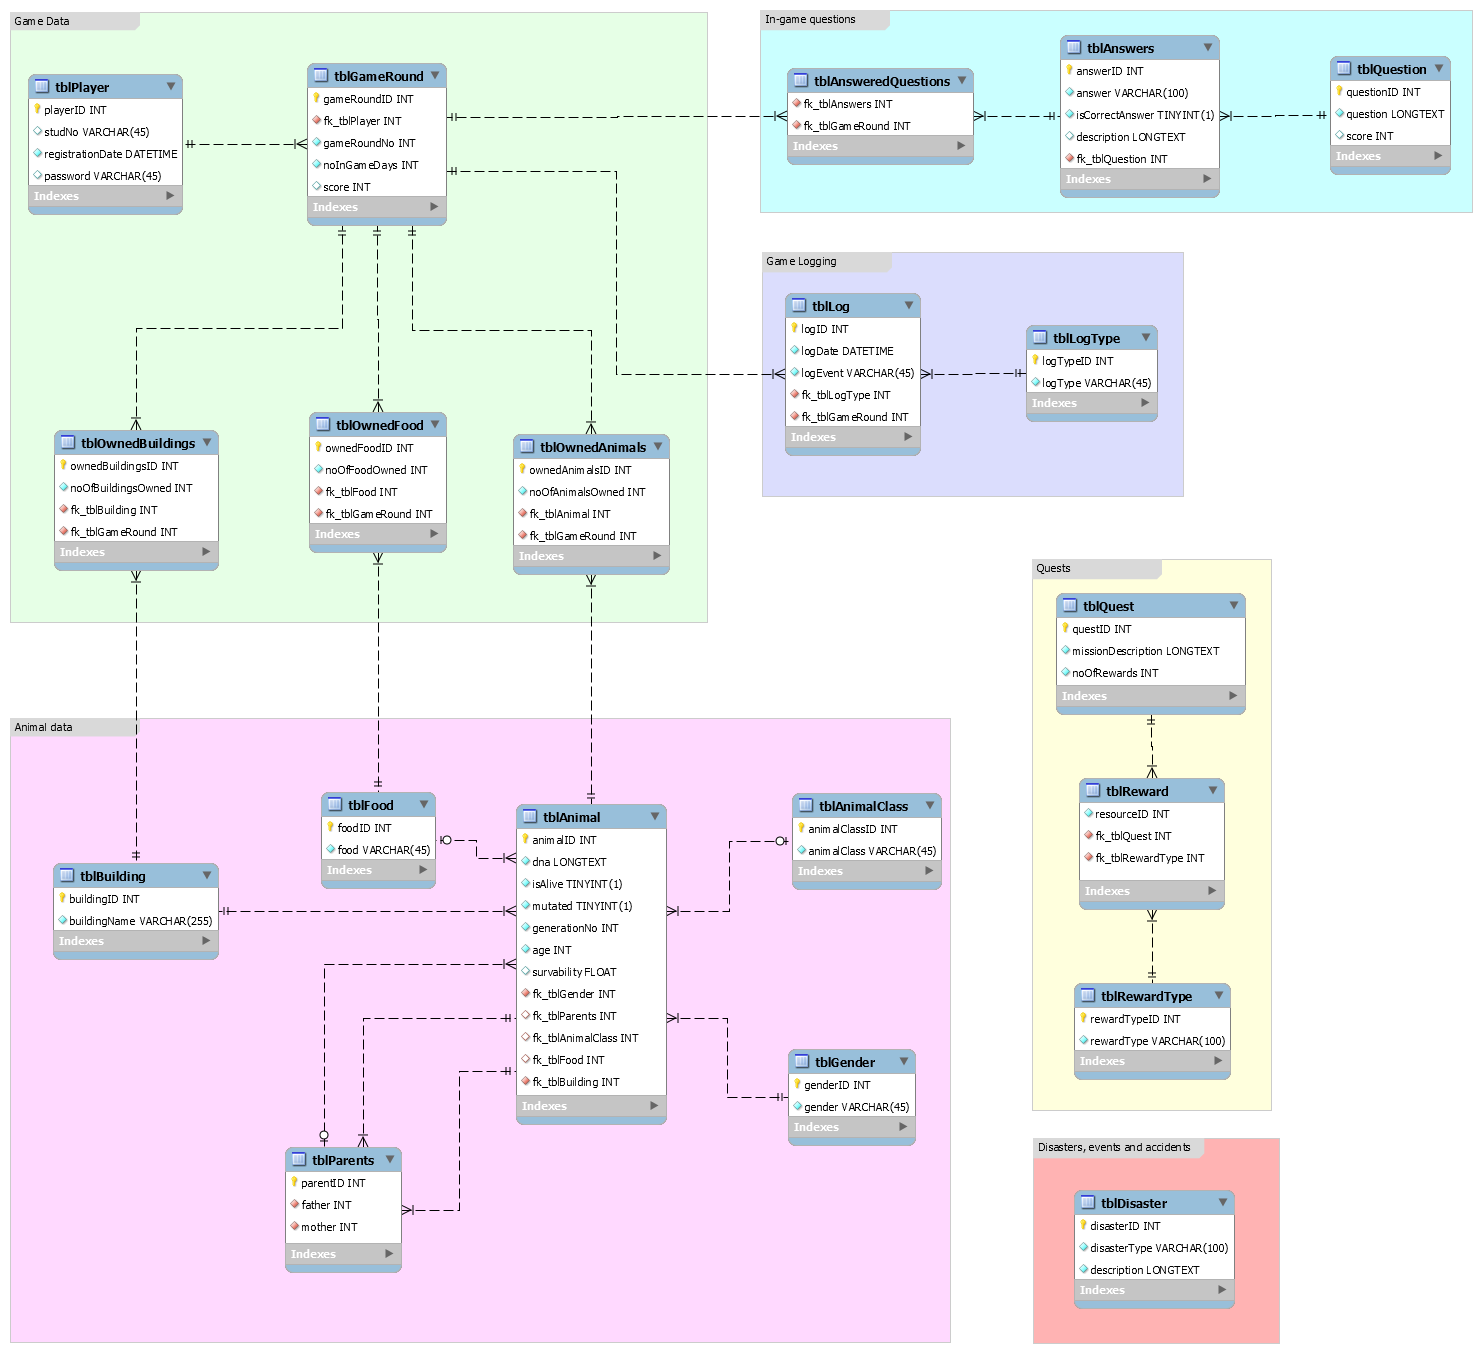 Game Data
tblPlayer
playerID INT
studNo VARCHAR(45)
registrationDate DATETIME
password VARCHAR(45)
Indexes
tblGameRound
gameRoundID INT
fk_tblPlayer INT
gameRoundNo INT
noInGameDays INT
score INT
Indexes
tblOwnedBuildings
ownedBuildingsID INT
noOfBuildingsOwned INT
fk_tblBuilding INT
fk_tblGameRound INT
Indexes
tblOwnedFood
ownedFoodID INT
noOfFoodOwned INT
fk_tblFood INT
fk_tblGameRound INT
Indexes
tblOwnedAnimals
ownedAnimalsID INT
noOfAnimalsOwned INT
fk_tblAnimal INT
fk_tblGameRound INT
Indexes
In-game questions
tblAnsweredQuestions
fk_tblAnswers INT
fk_tblGameRound INT
Indexes
tblAnswers
answerID INT
answer VARCHAR(100)
isCorrectAnswer TINYINT(1)
description LONGTEXT
fk_tblQuestion INT
Indexes
tblQuestion
questionID INT
question LONGTEXT
score INT
Indexes
Game Logging
tblLog
logID INT
logDate DATETIME
logEvent VARCHAR(45)
fk_tblLogType INT
fk_tblGameRound INT
Indexes
tblLogType
logTypeID INT
logType VARCHAR(45)
Indexes
Animal data
tblBuilding
buildingID INT
buildingName VARCHAR(255)
Indexes
tblFood
foodID INT
food VARCHAR(45)
Indexes
tblAnimal
animalID INT
dna LONGTEXT
isAlive TINYINT(1)
mutated TINYINT(1)
generationNo INT
age INT
survability FLOAT
fk_tblGender INT
fk_tblParents INT
fk_tblAnimalClass INT
fk_tblFood INT
fk_tblBuilding INT
Indexes
tblAnimalClass
animalClassID INT
animalClass VARCHAR(45)
Indexes
tblGender
genderID INT
gender VARCHAR(45)
Indexes
tblParents
parentID INT
father INT
mother INT
Indexes
Quests
tblQuest
questID INT
missionDescription LONGTEXT
noOfRewards INT
Indexes
tblReward
resourceID INT
fk_tblQuest INT
fk_tblRewardType INT
Indexes
tblRewardType
rewardTypeID INT
rewardType VARCHAR(100)
Indexes
Disasters, events and accidents
tblDisaster
disasterID INT
disasterType VARCHAR(100)
description LONGTEXT
Indexes